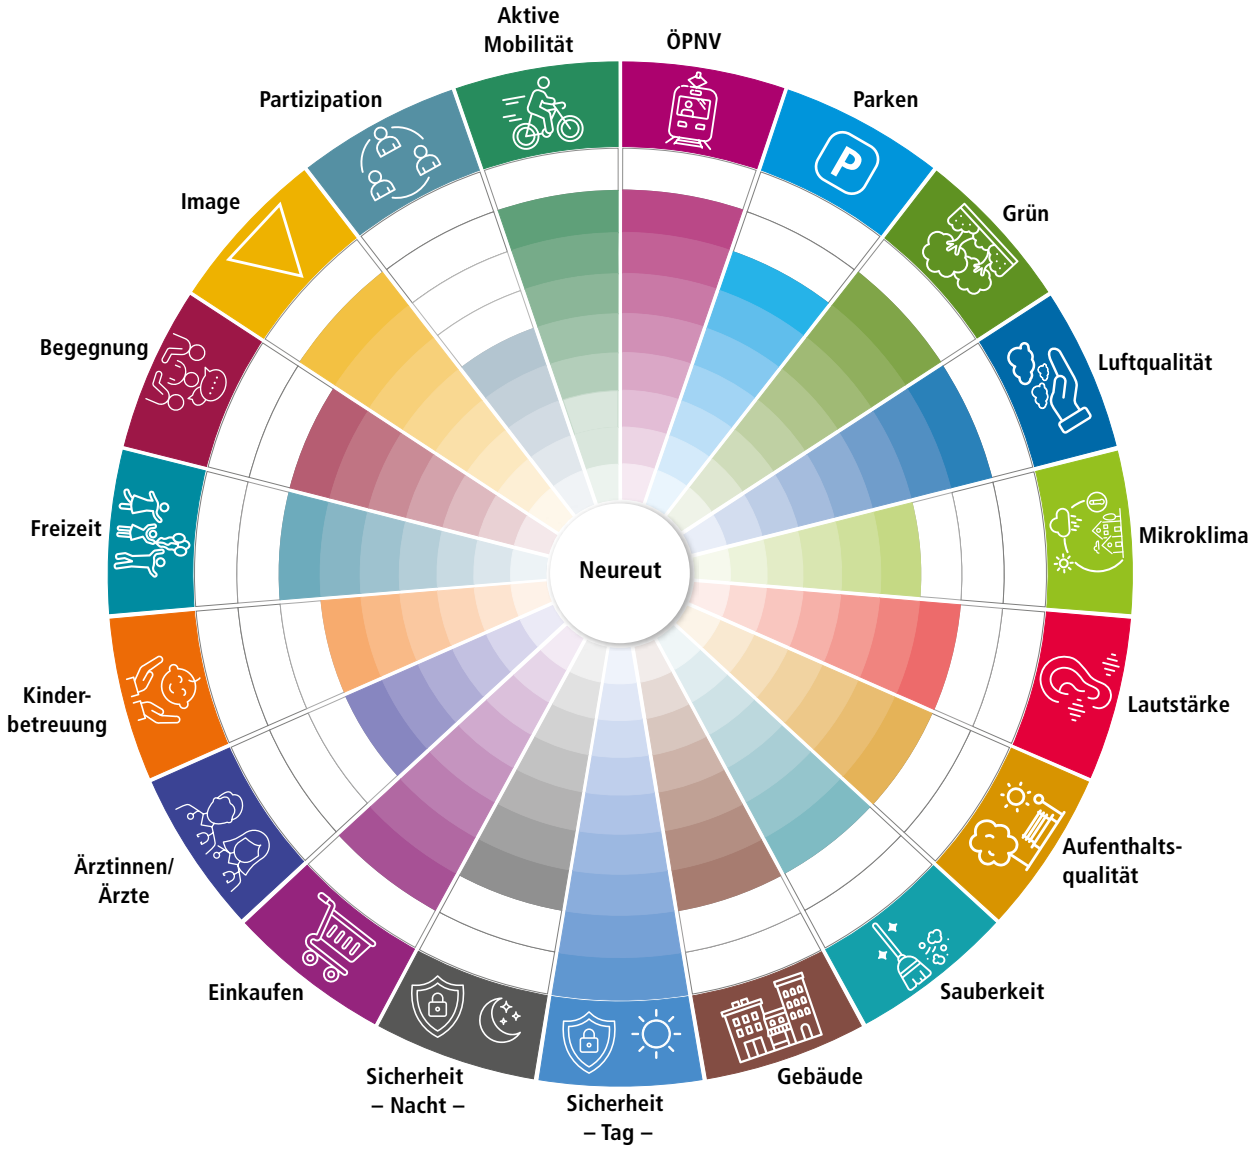 Aktive
Mobilität
ÖPNV
Parken
P
Grün
Luftqualität
Mikroklima
Lautstärke
Aufenthalts-
qualität
Sauberkeit
Gebäude
Sicherheit
– Tag –
Sicherheit
– Nacht –
Einkaufen
Ärztinnen/
Ärzte
Kinder-
betreuung
Freizeit
Begegnung
Image
Partizipation
Neureut